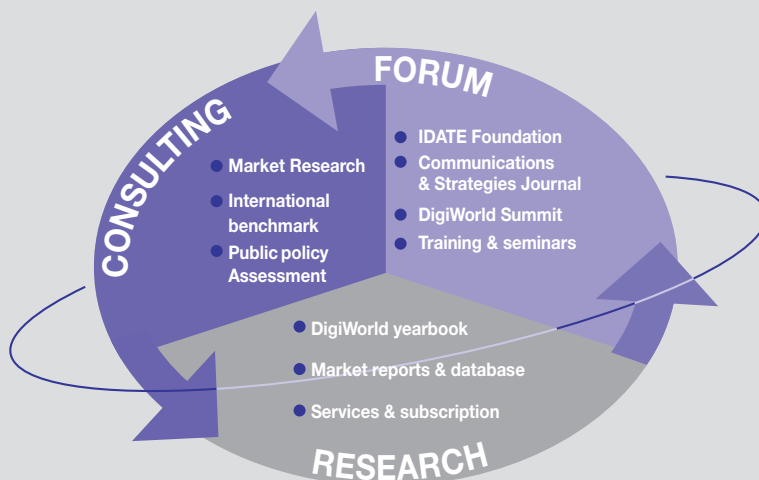 FORUM
IDATE Foundation
Communications
& Strategies Journal
DigiWorld Summit
Training & seminars
CONSULTING
Market Research
International
benchmark
Public policy
Assessment
DigiWorld yearbook
Market reports & database
Services & subscription
RESEARCH